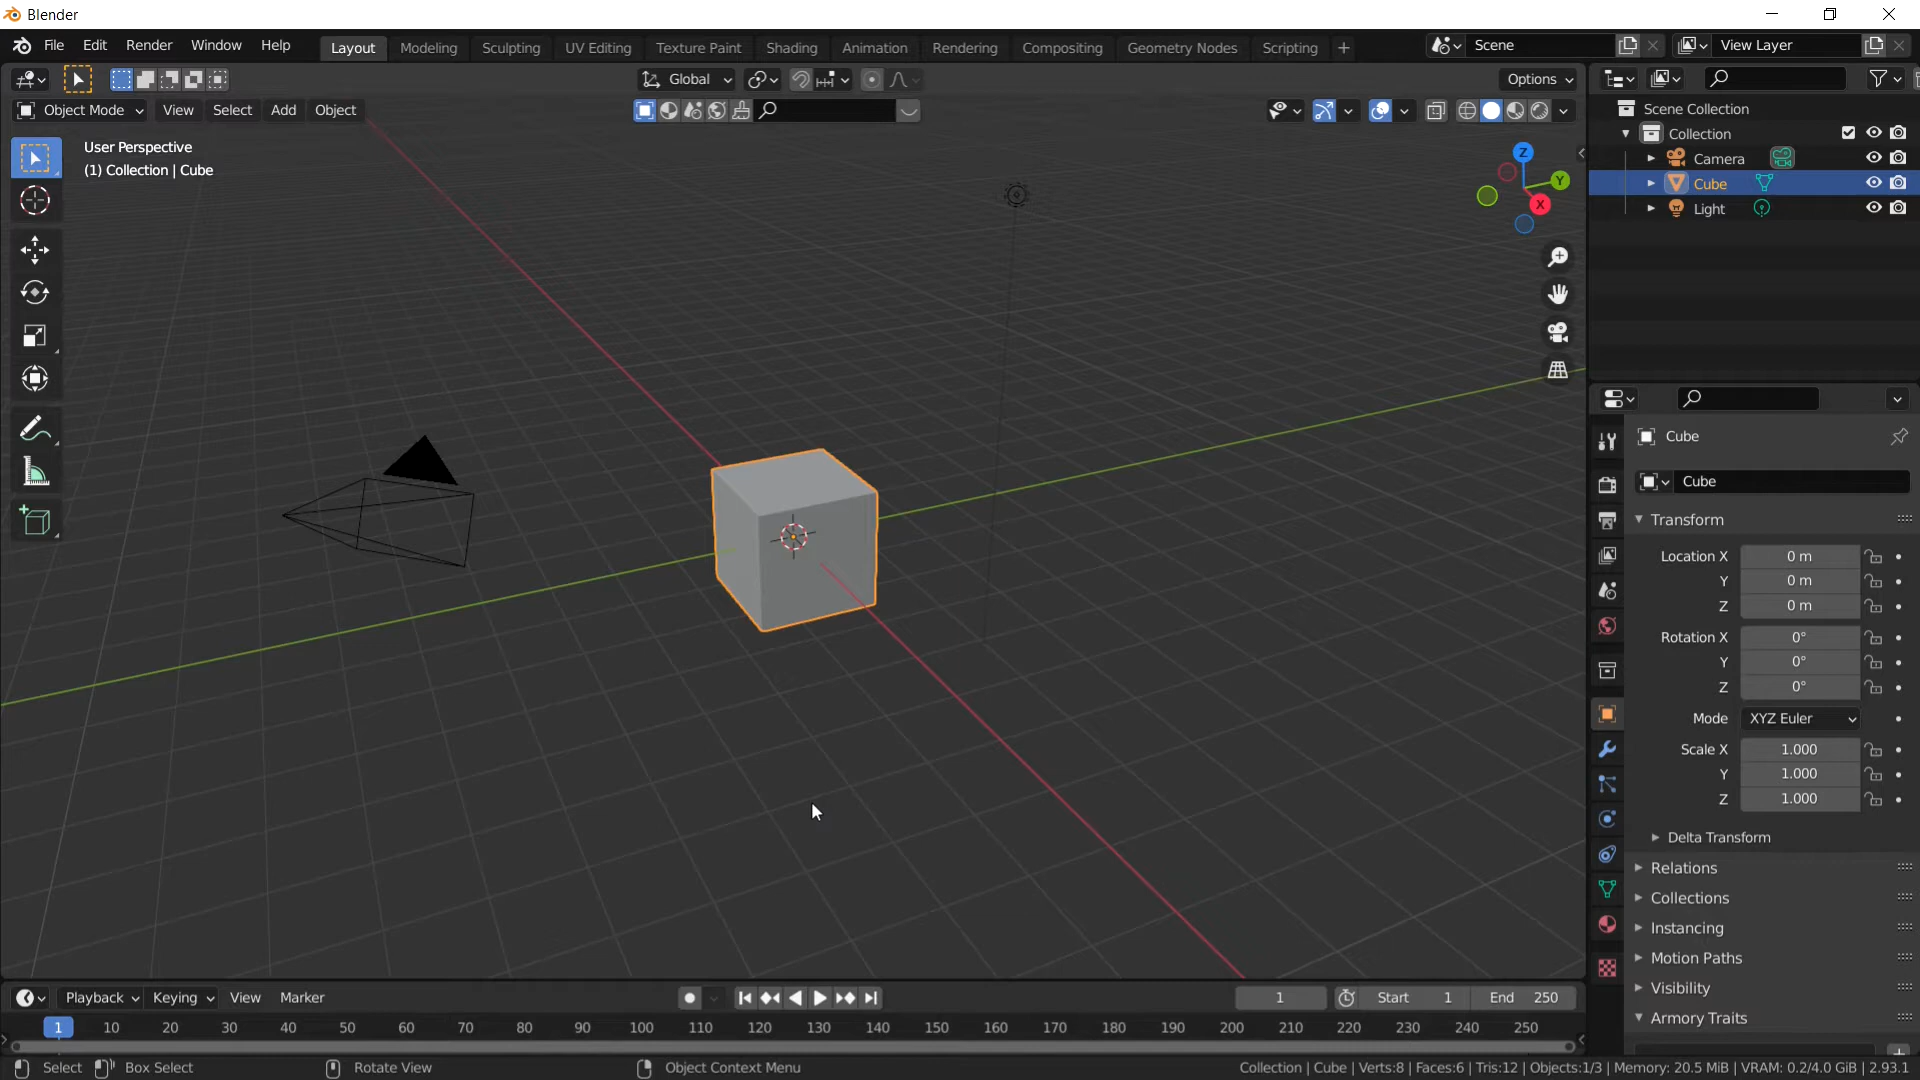 Blender
File Edit Render Window Help Layout Modeling Sculpting UV Editing Texture Paint Shading Animation Rendering Compositing Geometry Nodes Scripting + Scene View Layer
Global Options
Object Mode View Select Add Object
User Perspective
(1) Collection | Cube
Z
Y
X
Scene Collection
Collection
Camera
Cube
Light
Cube
Cube
Transform
Location X 0 m
Y 0 m
Z 0 m
Rotation X 0°
Y 0°
Z 0°
Mode XYZ Euler
Scale X 1.000
Y 1.000
Z 1.000
Delta Transform
Relations
Collections
Instancing
Motion Paths
Visibility
Armory Traits
Playback Keying View Marker 1 Start 1 End 250
1 10 20 30 40 50 60 70 80 90 100 110 120 130 140 150 160 170 180 190 200 210 220 230 240 250
Select Box Select Rotate View Object Context Menu Collection | Cube | Verts:8 | Faces:6 | Tris:12 | Objects:1/3 | Memory: 20.5 MiB | VRAM: 0.2/4.0 GiB | 2.93.1